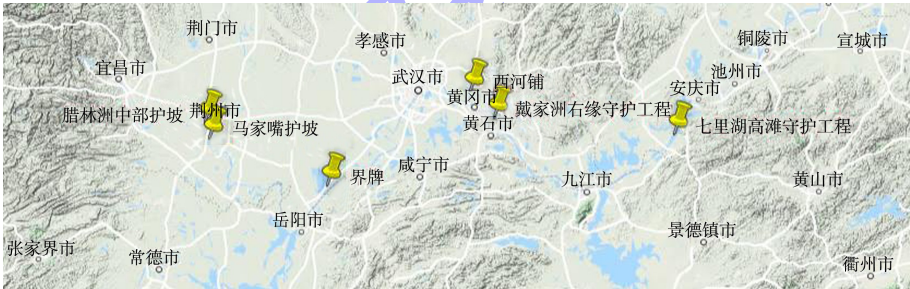 荆门市
孝感市
铜陵市
宣城市
宜昌市
武汉市
西河铺
池州市
安庆市
黄冈市
腊林洲中部护坡
荆州市
戴家洲右缘守护工程
马家嘴护坡
黄石市
七里湖高滩守护工程
界牌
咸宁市
九江市
黄山市
岳阳市
景德镇市
张家界市
常德市
衢州市